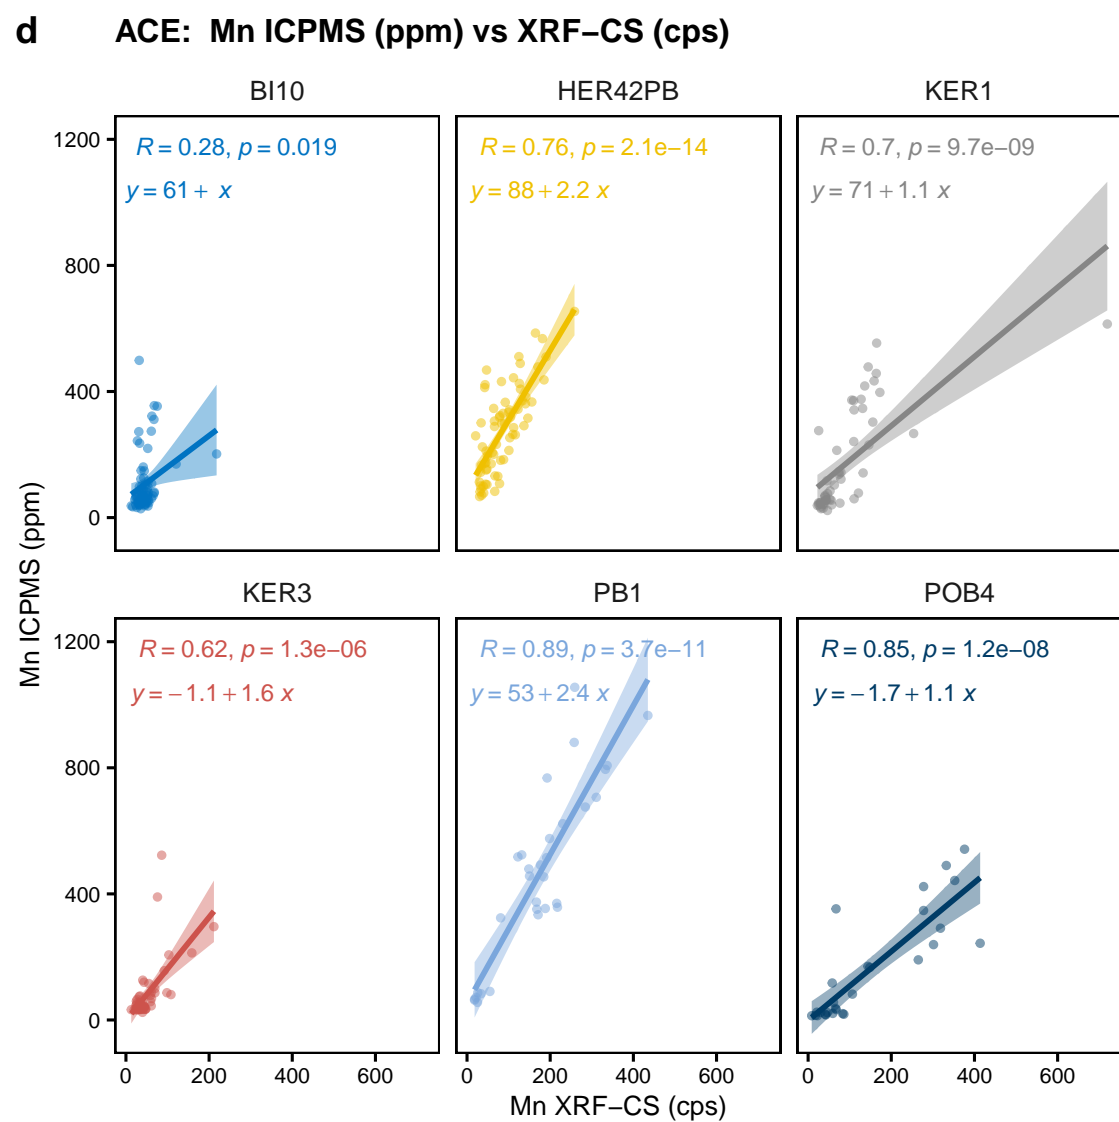 d ACE: Mn ICPMS (ppm) vs XRF−CS (cps)
BI10 HER42PB KER1
R = 0.28, p = 0.019
y = 61 + x
R = 0.76, p = 2.1e−14
y = 88 + 2.2 x
R = 0.7, p = 9.7e−09
y = 71 + 1.1 x
1200
800
400
0
Mn ICPMS (ppm)
KER3 PB1 POB4
R = 0.62, p = 1.3e−06
y = −1.1 + 1.6 x
R = 0.89, p = 3.7e−11
y = 53 + 2.4 x
R = 0.85, p = 1.2e−08
y = −1.7 + 1.1 x
1200
800
400
0
0 200 400 600 0 200 400 600 0 200 400 600
Mn XRF−CS (cps)